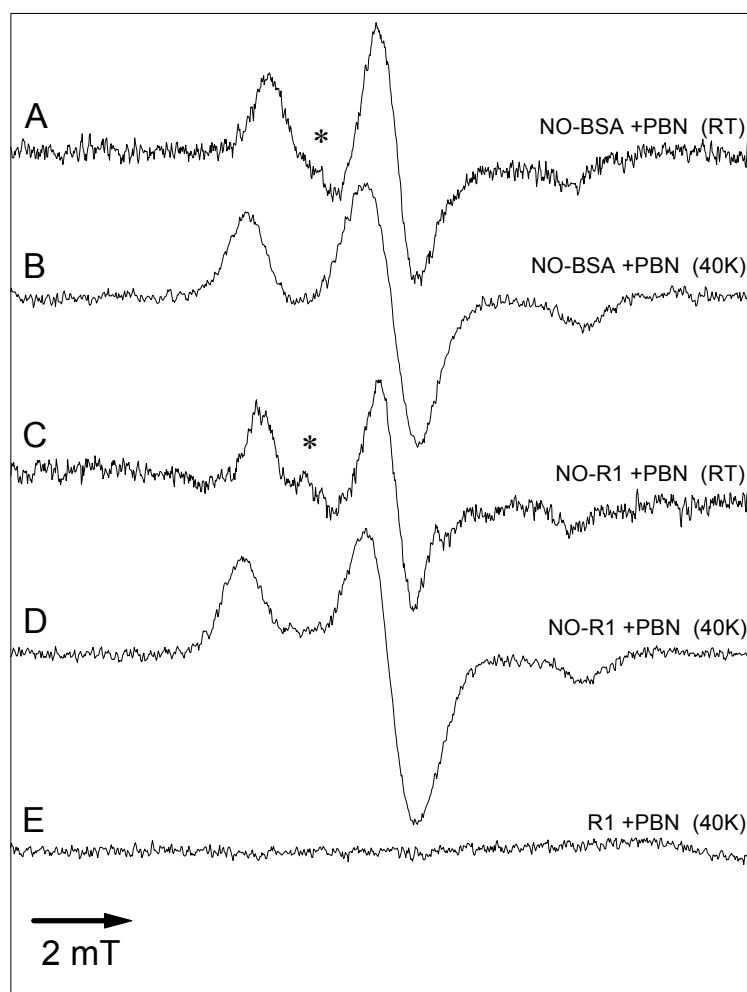 A
*
NO-BSA +PBN (RT)
B
NO-BSA +PBN (40K)
C
*
NO-R1 +PBN (RT)
D
NO-R1 +PBN (40K)
E
R1 +PBN (40K)
2 mT